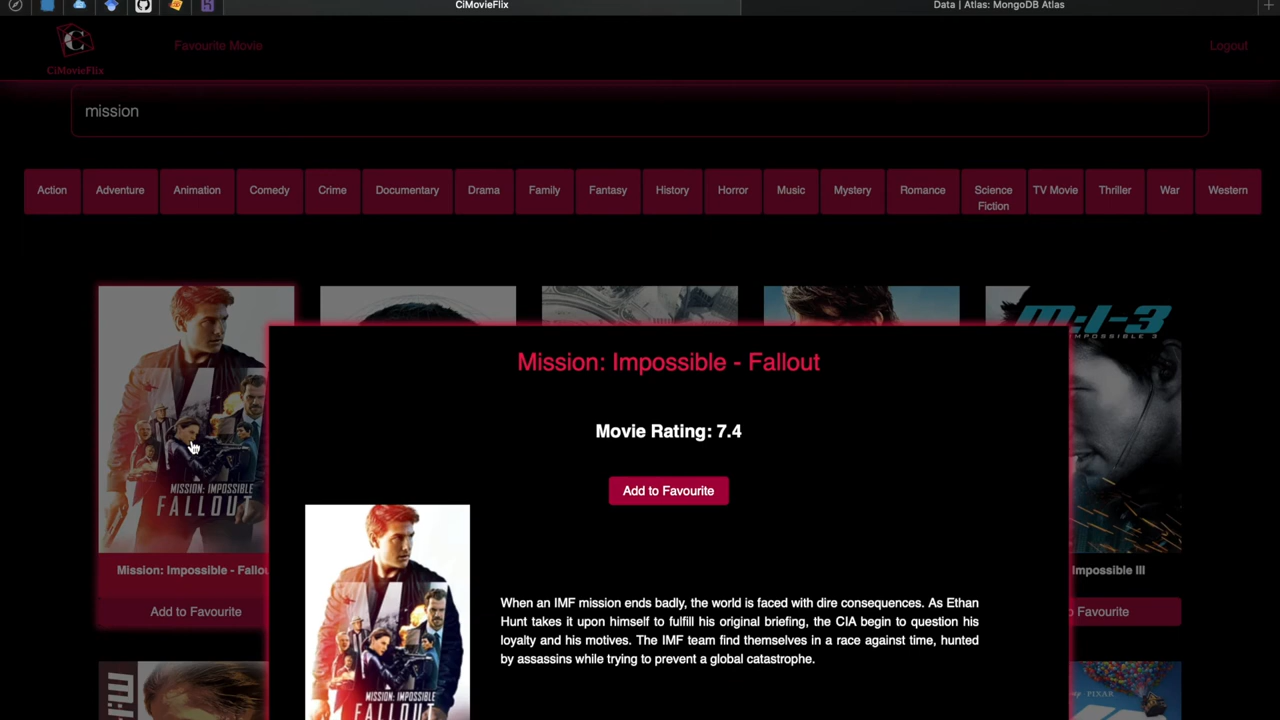 CiMovieFlix
Data | Atlas: MongoDB Atlas
C
CiMovieFlix
Favourite Movie
Logout
mission
Action
Adventure
Animation
Comedy
Crime
Documentary
Drama
Family
Fantasy
History
Horror
Music
Mystery
Romance
Science
Fiction
TV Movie
Thriller
War
Western
MISSION: IMPOSSIBLE
FALLOUT
Mission: Impossible - Fallou
Add to Favourite
M:I-3
MPOSSIBLE 3
Impossible III
o Favourite
Mission: Impossible - Fallout
Movie Rating: 7.4
Add to Favourite
MISSION: IMPOSSIBLE
FALLOUT
When an IMF mission ends badly, the world is faced with dire consequences. As Ethan
Hunt takes it upon himself to fulfill his original briefing, the CIA begin to question his
loyalty and his motives. The IMF team find themselves in a race against time, hunted
by assassins while trying to prevent a global catastrophe.
M:I
PIXAR